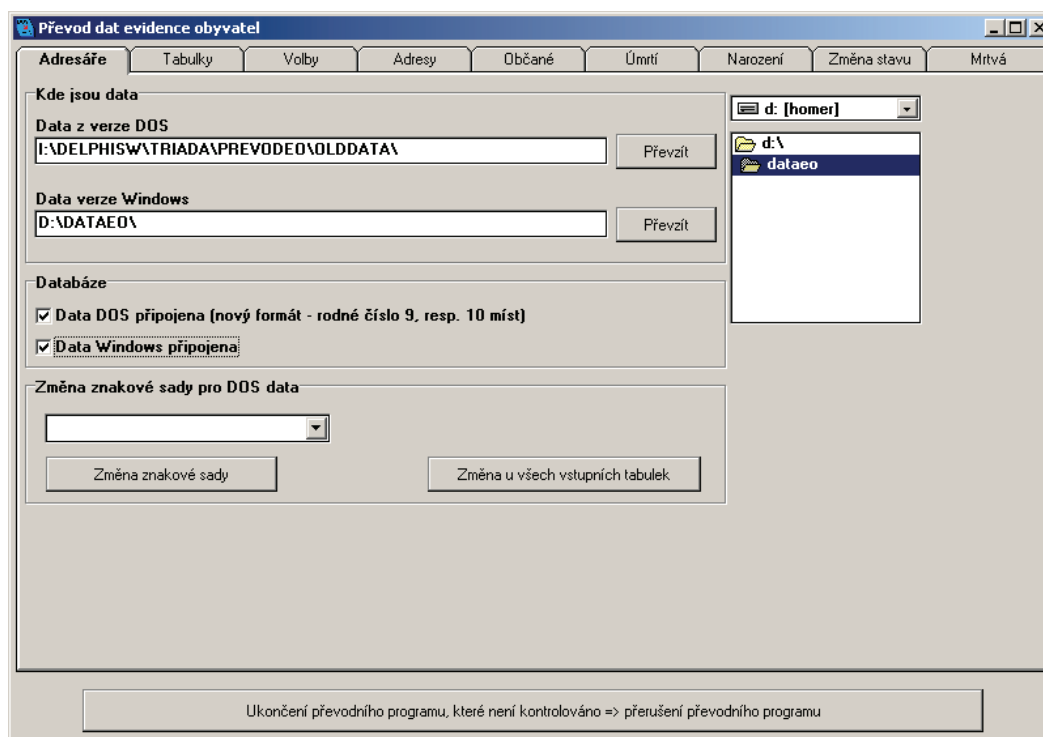 Převod dat evidence obyvatel
Adresáře Tabulky Volby Adresy Občané Úmrtí Narození Změna stavu Mrtvá
Kde jsou data
Data z verze DOS
I:\DELPHISW\TRIADA\PREVODEO\OLDDATA\
Převzít
Data verze Windows
D:\DATAEO\
Převzít
d: [homer]
d:\
dataeo
Databáze
Data DOS připojena (nový formát - rodné číslo 9, resp. 10 míst)
Data Windows připojena
Změna znakové sady pro DOS data
Změna znakové sady
Změna u všech vstupních tabulek
Ukončení převodního programu, které není kontrolováno => přerušení převodního programu